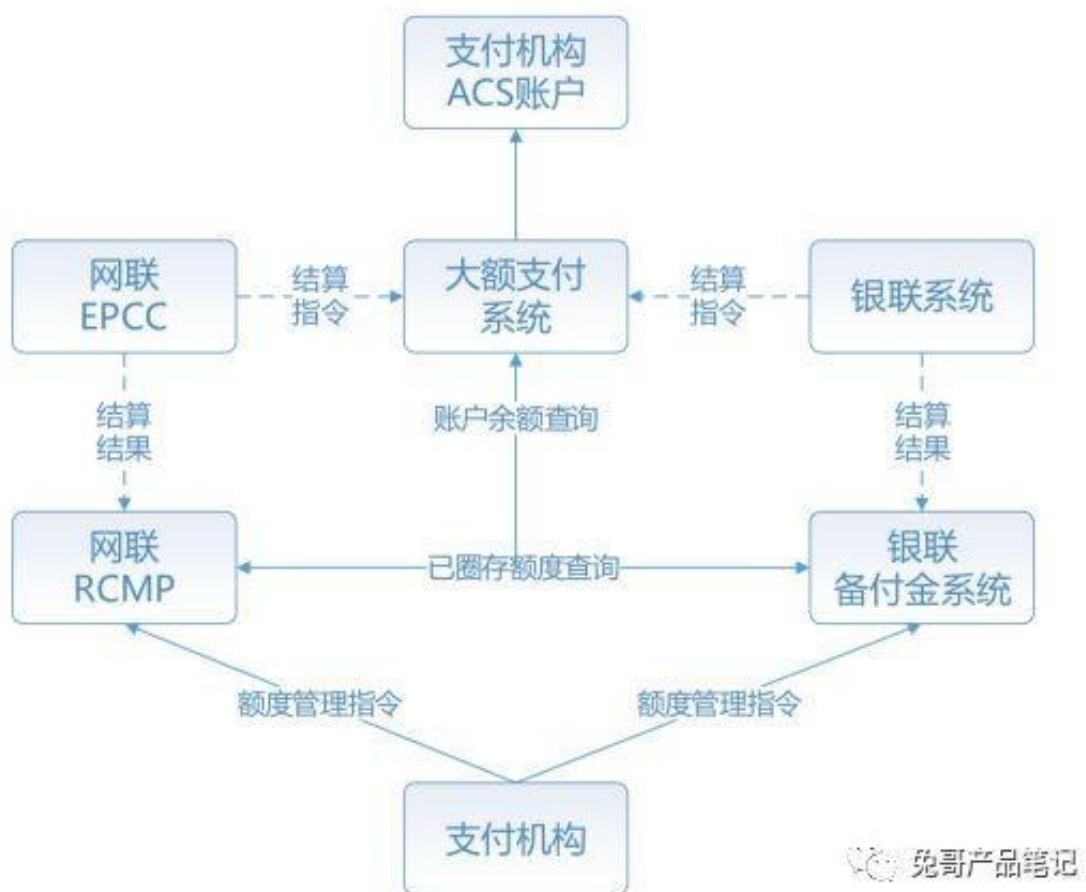 支付机构
ACS账户
网联
EPCC
结算
指令
大额支付
系统
结算
指令
银联系统
结算
结果
账户余额查询
结算
结果
网联
RCMP
已圈存额度查询
银联
备付金系统
额度管理指令
额度管理指令
支付机构
兔哥产品笔记